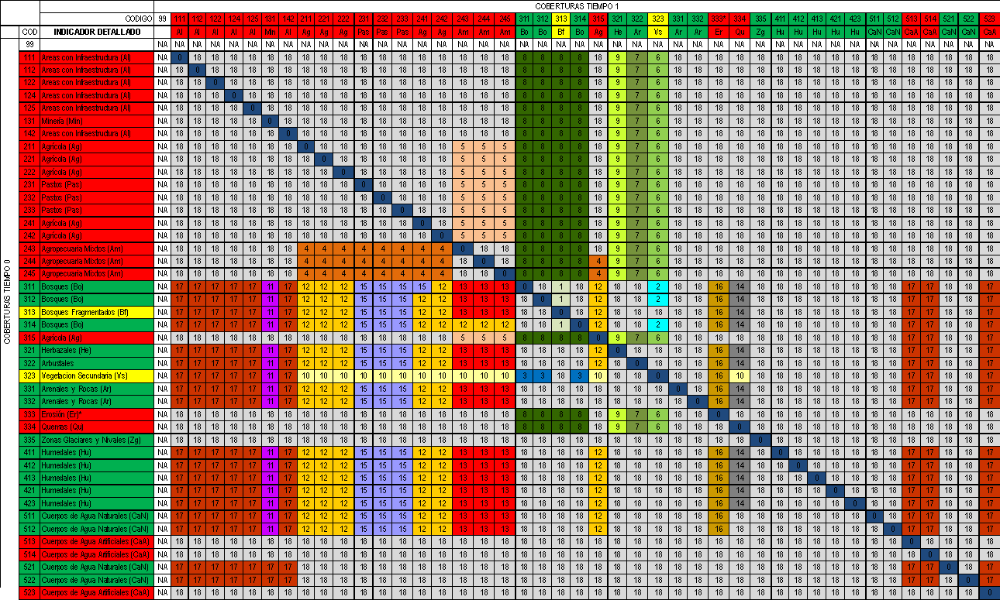 COBERTURAS TIEMPO 1
CODIGO 99 111 112 122 124 125 131 142 211 221 222 231 232 233 241 242 243 244 245 311 312 313 314 315 321 322 323 331 332 333* 334 335 411 412 413 421 423 511 512 513 514 521 522 523
COD INDICADOR DETALLADO Al Al Al Al Al Min Al Ag Ag Ag Pas Pas Pas Ag Ag Am Am Am Bo Bo Bf Bo Ag He Ar Vs Ar Ar Er Qu Zg Hu Hu Hu Hu Hu CaN CaN CaA CaA CaN CaN CaA
99 NA NA NA NA NA NA NA NA NA NA NA NA NA NA NA NA NA NA NA NA NA NA NA NA NA NA NA NA NA NA NA NA NA NA NA NA NA NA NA NA NA NA NA NA
COBERTURAS TIEMPO 0
111 Areas con Infraestructura (AI) NA 0 18 18 18 18 18 18 18 18 18 18 18 18 18 18 18 18 18 8 8 8 8 18 9 7 6 18 18 18 18 18 18 18 18 18 18 18 18 18 18 18 18 18
112 Areas con Infraestructura (AI) NA 18 0 18 18 18 18 18 18 18 18 18 18 18 18 18 18 18 18 8 8 8 8 18 9 7 6 18 18 18 18 18 18 18 18 18 18 18 18 18 18 18 18 18
122 Areas con Infraestructura (AI) NA 18 18 0 18 18 18 18 18 18 18 18 18 18 18 18 18 18 18 8 8 8 8 18 9 7 6 18 18 18 18 18 18 18 18 18 18 18 18 18 18 18 18 18
124 Areas con Infraestructura (AI) NA 18 18 18 0 18 18 18 18 18 18 18 18 18 18 18 18 18 18 8 8 8 8 18 9 7 6 18 18 18 18 18 18 18 18 18 18 18 18 18 18 18 18 18
125 Areas con Infraestructura (AI) NA 18 18 18 18 0 18 18 18 18 18 18 18 18 18 18 18 18 18 8 8 8 8 18 9 7 6 18 18 18 18 18 18 18 18 18 18 18 18 18 18 18 18 18
131 Minería (Min) NA 18 18 18 18 18 0 18 18 18 18 18 18 18 18 18 18 18 18 8 8 8 8 18 9 7 6 18 18 18 18 18 18 18 18 18 18 18 18 18 18 18 18 18
142 Areas con Infraestructura (AI) NA 18 18 18 18 18 18 0 18 18 18 18 18 18 18 18 18 18 18 8 8 8 8 18 9 7 6 18 18 18 18 18 18 18 18 18 18 18 18 18 18 18 18 18
211 Agricola (Ag) NA 18 18 18 18 18 18 18 0 18 18 18 18 18 18 18 5 5 5 8 8 8 8 18 9 7 6 18 18 18 18 18 18 18 18 18 18 18 18 18 18 18 18 18
221 Agricola (Ag) NA 18 18 18 18 18 18 18 18 0 18 18 18 18 18 18 5 5 5 8 8 8 8 18 9 7 6 18 18 18 18 18 18 18 18 18 18 18 18 18 18 18 18 18
222 Agricola (Ag) NA 18 18 18 18 18 18 18 18 18 0 18 18 18 18 18 5 5 5 8 8 8 8 18 9 7 6 18 18 18 18 18 18 18 18 18 18 18 18 18 18 18 18 18
231 Pastos (Pas) NA 18 18 18 18 18 18 18 18 18 18 0 18 18 18 18 5 5 5 8 8 8 8 18 9 7 6 18 18 18 18 18 18 18 18 18 18 18 18 18 18 18 18 18
232 Pastos (Pas) NA 18 18 18 18 18 18 18 18 18 18 18 0 18 18 18 5 5 5 8 8 8 8 18 9 7 6 18 18 18 18 18 18 18 18 18 18 18 18 18 18 18 18 18
233 Pastos (Pas) NA 18 18 18 18 18 18 18 18 18 18 18 18 0 18 18 5 5 5 8 8 8 8 18 9 7 6 18 18 18 18 18 18 18 18 18 18 18 18 18 18 18 18 18
241 Agricola (Ag) NA 18 18 18 18 18 18 18 18 18 18 18 18 18 0 18 5 5 5 8 8 8 8 18 9 7 6 18 18 18 18 18 18 18 18 18 18 18 18 18 18 18 18 18
242 Agricola (Ag) NA 18 18 18 18 18 18 18 18 18 18 18 18 18 18 0 5 5 5 8 8 8 8 18 9 7 6 18 18 18 18 18 18 18 18 18 18 18 18 18 18 18 18 18
243 Agropecuaria Mixtos (Am) NA 18 18 18 18 18 18 18 4 4 4 4 4 4 4 4 0 18 18 8 8 8 8 18 9 7 6 18 18 18 18 18 18 18 18 18 18 18 18 18 18 18 18 18
244 Agropecuaria Mixtos (Am) NA 18 18 18 18 18 18 18 4 4 4 4 4 4 4 4 18 0 18 8 8 8 8 4 9 7 6 18 18 18 18 18 18 18 18 18 18 18 18 18 18 18 18 18
245 Agropecuaria Mixtos (Am) NA 18 18 18 18 18 18 18 4 4 4 4 4 4 4 4 18 18 0 8 8 8 8 4 9 7 6 18 18 18 18 18 18 18 18 18 18 18 18 18 18 18 18 18
311 Bosques (Bo) NA 17 17 17 17 17 11 17 12 12 12 15 15 15 15 12 13 13 13 0 18 1 18 12 18 18 2 18 18 16 14 18 18 18 18 18 18 18 18 17 17 18 18 17
312 Bosques (Bo) NA 17 17 17 17 17 11 17 12 12 12 15 15 15 12 12 13 13 13 18 0 1 18 12 18 18 2 18 18 16 14 18 18 18 18 18 18 18 18 17 17 18 18 17
313 Bosques Fragmentados (Bf) NA 17 17 17 17 17 11 17 12 12 12 15 15 15 12 12 13 13 13 18 18 0 18 12 18 18 18 18 18 16 14 18 18 18 18 18 18 18 18 17 17 18 18 17
314 Bosques (Bo) NA 17 17 17 17 17 11 17 12 12 12 15 15 15 12 12 12 12 12 18 18 1 0 12 18 18 2 18 18 16 14 18 18 18 18 18 18 18 18 17 17 18 18 17
315 Agricola (Ag) NA 18 18 18 18 18 18 18 18 18 18 18 18 18 18 18 5 5 5 8 8 8 8 0 9 7 6 18 18 18 18 18 18 18 18 18 18 18 18 18 18 18 18 18
321 Herbazales (He) NA 17 17 17 17 17 11 17 12 12 12 15 15 15 12 12 13 13 13 18 18 18 18 12 0 18 18 18 18 16 14 18 18 18 18 18 18 18 18 17 17 18 18 17
322 Arbustales NA 17 17 17 17 17 11 17 12 12 12 15 15 15 12 12 13 13 13 18 18 18 18 12 18 0 18 18 18 16 14 18 18 18 18 18 18 18 18 17 17 18 18 17
323 Vegetacion Secundaria (Vs) NA 17 17 17 17 17 11 17 10 10 10 10 10 10 10 10 10 10 10 3 3 18 3 10 18 18 0 18 18 16 10 18 18 18 18 18 18 18 18 17 17 18 18 17
331 Arenales y Rocas (Ar) NA 17 17 17 17 17 11 17 12 12 12 15 15 15 12 12 13 13 13 18 18 18 18 12 18 18 18 0 18 16 14 18 18 18 18 18 18 18 18 17 17 18 18 17
332 Arenales y Rocas (Ar) NA 17 17 17 17 17 11 17 12 12 12 15 15 15 12 12 13 13 13 18 18 18 18 12 18 18 18 18 0 16 14 18 18 18 18 18 18 18 18 17 17 18 18 17
333 Erosion (Er)* NA 18 18 18 18 18 18 18 18 18 18 18 18 18 18 18 18 18 18 8 8 8 8 18 9 7 6 18 18 0 18 18 18 18 18 18 18 18 18 18 18 18 18 18
334 Quemas (Qu) NA 18 18 18 18 18 18 18 18 18 18 18 18 18 18 18 18 18 18 8 8 8 8 18 9 7 6 18 18 18 0 18 18 18 18 18 18 18 18 18 18 18 18 18
335 Zonas Glaciares y Nivales (Zg) NA 18 18 18 18 18 18 18 18 18 18 18 18 18 18 18 18 18 18 18 18 18 18 18 18 18 18 18 18 18 18 0 18 18 18 18 18 18 18 18 18 18 18 18
411 Humedales (Hu) NA 17 17 17 17 17 11 17 12 12 12 15 15 15 12 12 13 13 13 18 18 18 18 12 18 18 18 18 18 16 14 18 0 18 18 18 18 18 18 17 17 18 18 17
412 Humedales (Hu) NA 17 17 17 17 17 11 17 12 12 12 15 15 15 12 12 13 13 13 18 18 18 18 12 18 18 18 18 18 16 14 18 18 0 18 18 18 18 18 17 17 18 18 17
413 Humedales (Hu) NA 17 17 17 17 17 11 17 12 12 12 15 15 15 12 12 13 13 13 18 18 18 18 12 18 18 18 18 18 16 14 18 18 18 0 18 18 18 18 17 17 18 18 17
421 Humedales (Hu) NA 17 17 17 17 17 11 17 12 12 12 15 15 15 12 12 13 13 13 18 18 18 18 12 18 18 18 18 18 16 14 18 18 18 18 0 18 18 18 17 17 18 18 17
423 Humedales (Hu) NA 17 17 17 17 17 11 17 12 12 12 15 15 15 12 12 13 13 13 18 18 18 18 12 18 18 18 18 18 16 14 18 18 18 18 18 0 18 18 17 17 18 18 17
511 Cuerpos de Agua Naturales (CaN) NA 17 17 17 17 17 11 17 12 12 12 15 15 15 12 12 13 13 13 18 18 18 18 12 18 18 18 18 18 16 18 18 18 18 18 18 18 0 18 17 17 18 18 17
512 Cuerpos de Agua Naturales (CaN) NA 17 17 17 17 17 11 17 12 12 12 15 15 15 12 12 13 13 13 18 18 18 18 12 18 18 18 18 18 16 18 18 18 18 18 18 18 18 0 17 17 18 18 17
513 Cuerpos de Agua Artificiales (CaA) NA 18 18 18 18 18 18 18 18 18 18 18 18 18 18 18 18 18 18 18 18 18 18 18 18 18 18 18 18 18 18 18 18 18 18 18 18 18 18 0 18 18 18 18
514 Cuerpos de Agua Artificiales (CaA) NA 18 18 18 18 18 18 18 18 18 18 18 18 18 18 18 18 18 18 18 18 18 18 18 18 18 18 18 18 18 18 18 18 18 18 18 18 18 18 18 0 18 18 18
521 Cuerpos de Agua Naturales (CaN) NA 17 17 17 17 17 17 17 18 18 18 18 18 18 18 18 18 18 18 18 18 18 18 18 18 18 18 18 18 18 18 18 18 18 18 18 18 18 18 17 17 0 18 17
522 Cuerpos de Agua Naturales (CaN) NA 17 17 17 17 17 17 17 18 18 18 18 18 18 18 18 18 18 18 18 18 18 18 18 18 18 18 18 18 18 18 18 18 18 18 18 18 18 18 17 17 18 0 17
523 Cuerpos de Agua Artificiales (CaA) NA 18 18 18 18 18 18 18 18 18 18 18 18 18 18 18 18 18 18 18 18 18 18 18 18 18 18 18 18 18 18 18 18 18 18 18 18 18 18 18 18 18 18 0